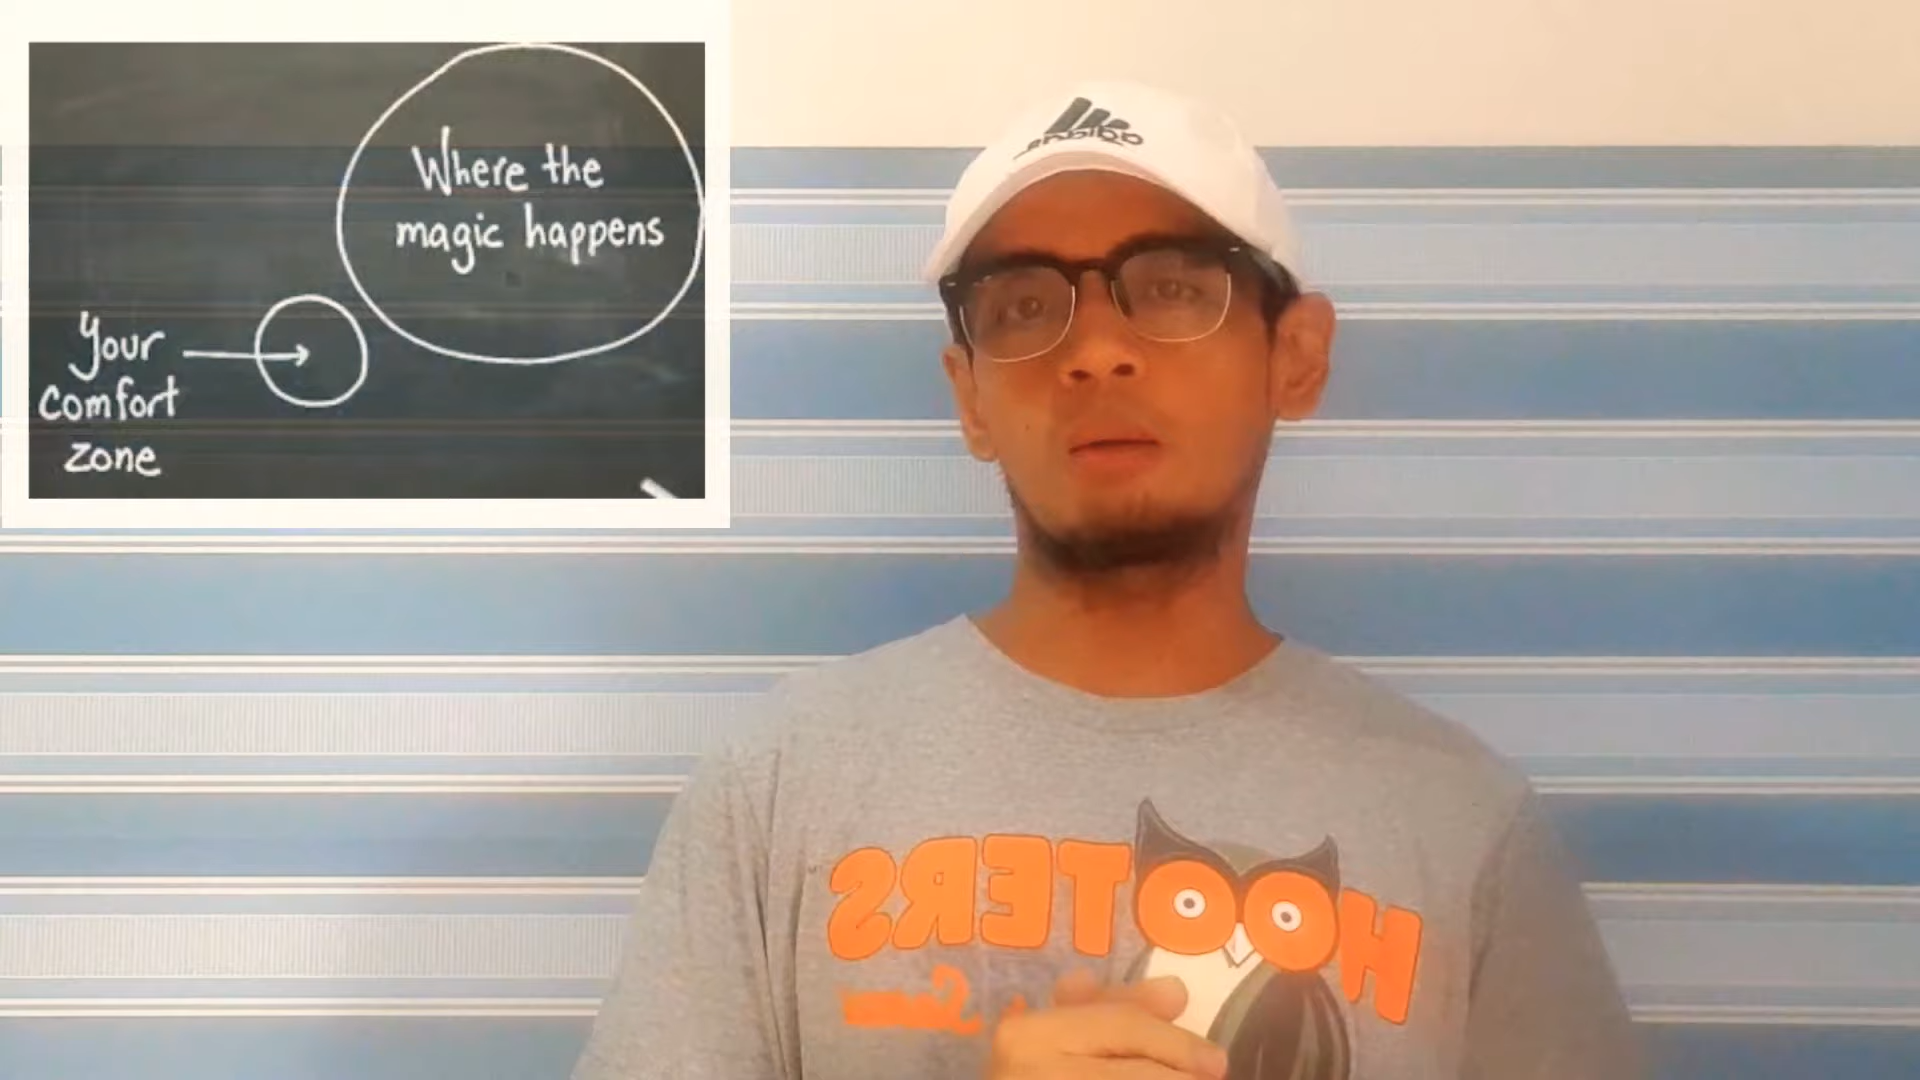 Where the
magic happens
Your
comfort
zone
adidas
HOOTERS